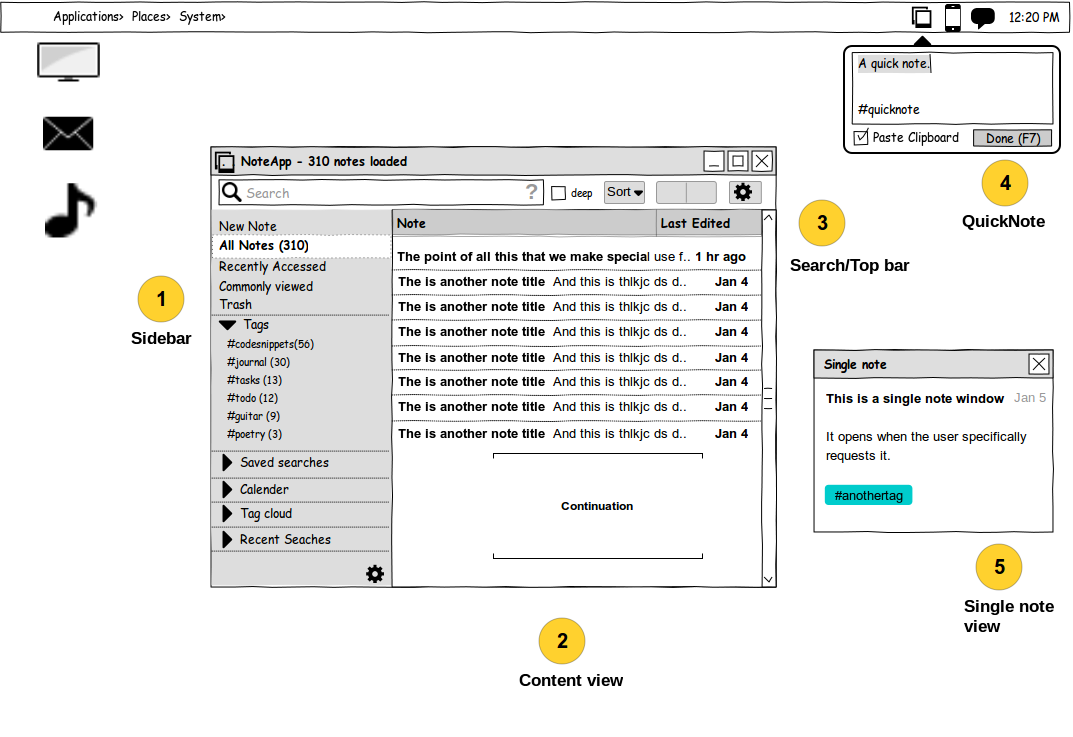 Applications> Places> System>
12:20 PM
A quick note.
#quicknote
Paste Clipboard
Done (F7)
4
QuickNote
NoteApp - 310 notes loaded
Search
?
deep
Sort
3
Search/Top bar
New Note
All Notes (310)
Recently Accessed
Commonly viewed
Trash
Tags
#codesnippets(56)
#journal (30)
#tasks (13)
#todo (12)
#guitar (9)
#poetry (3)
Saved searches
Calender
Tag cloud
Recent Seaches
1
Sidebar
Note Last Edited
The point of all this that we make special use f.. 1 hr ago
The is another note title And this is thlkjc ds d.. Jan 4
The is another note title And this is thlkjc ds d.. Jan 4
The is another note title And this is thlkjc ds d.. Jan 4
The is another note title And this is thlkjc ds d.. Jan 4
The is another note title And this is thlkjc ds d.. Jan 4
The is another note title And this is thlkjc ds d.. Jan 4
The is another note title And this is thlkjc ds d.. Jan 4
Continuation
2
Content view
Single note
This is a single note window Jan 5
It opens when the user specifically
requests it.
#anothertag
5
Single note
view